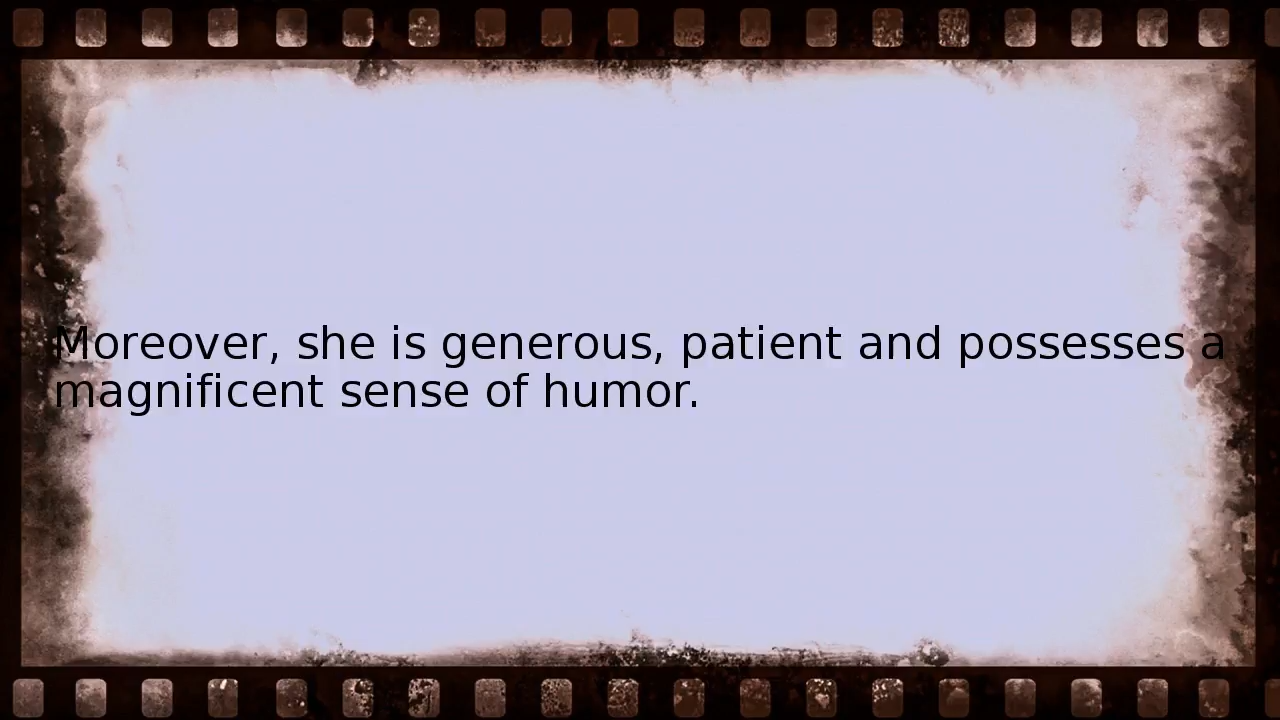 Moreover, she is generous, patient and possesses a
magnificent sense of humor.